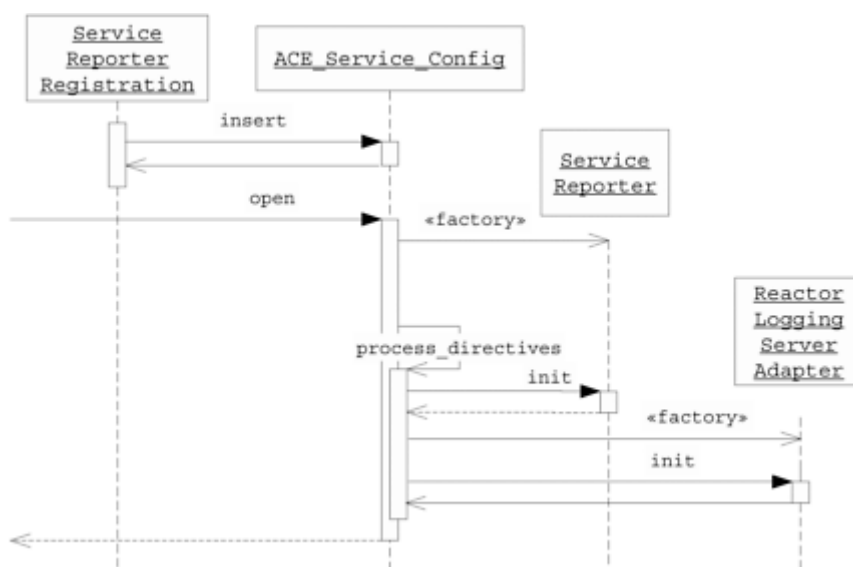 Service
Reporter
Registration
ACE_Service_Config
insert
Service
Reporter
open
«factory»
Reactor
Logging
Server
Adapter
process_directives
init
«factory»
init